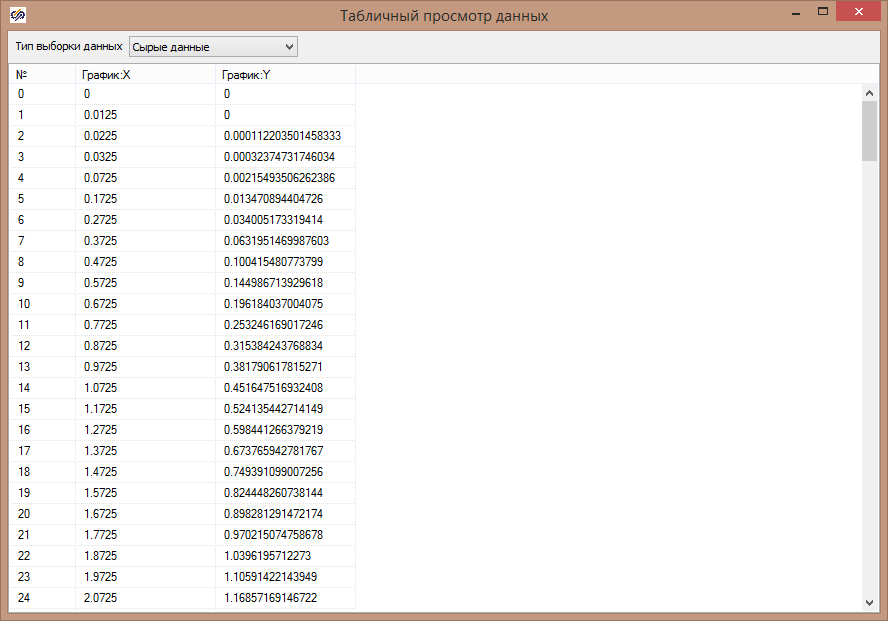 Табличный просмотр данных
Тип выборки данных Сырые данные
№ График:X График:Y
0 0 0
1 0.0125 0
2 0.0225 0.000112203501458333
3 0.0325 0.00032374731746034
4 0.0725 0.00215493506262386
5 0.1725 0.013470894404726
6 0.2725 0.034005173319414
7 0.3725 0.0631951469987603
8 0.4725 0.100415480773799
9 0.5725 0.144986713929618
10 0.6725 0.196184037004075
11 0.7725 0.253246169017246
12 0.8725 0.315384243768834
13 0.9725 0.381790617815271
14 1.0725 0.451647516932408
15 1.1725 0.524135442714149
16 1.2725 0.598441266379219
17 1.3725 0.673765942781767
18 1.4725 0.749391099007256
19 1.5725 0.824448260738144
20 1.6725 0.898281291472174
21 1.7725 0.970215074758678
22 1.8725 1.0396195712273
23 1.9725 1.10591422143949
24 2.0725 1.16857169146722